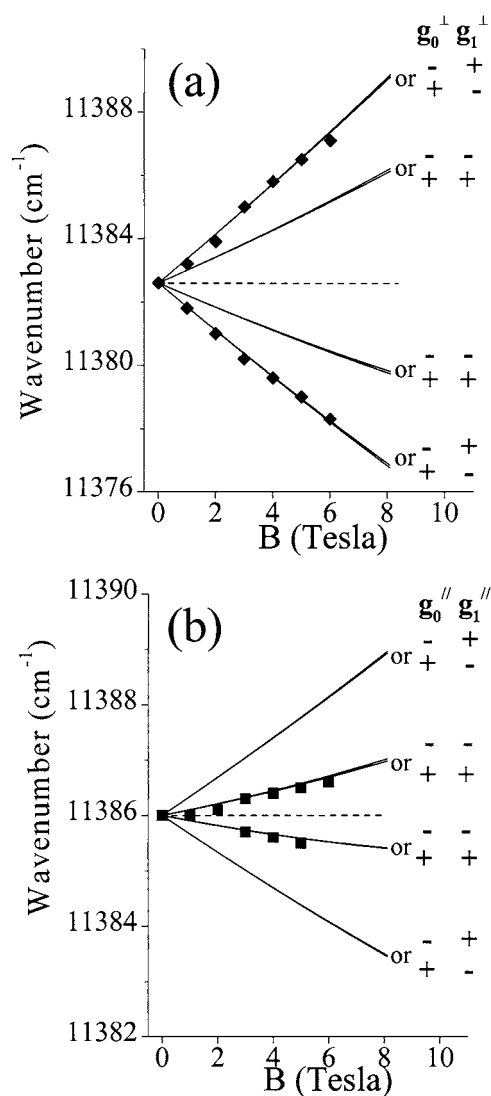 g₀⊥ g₁⊥
(a)
or - +
+ -
11388
or - -
+ +
11384
Wavenumber (cm⁻¹)
11380
or - -
+ +
or - +
+ -
11376
0 2 4 6 8 10
B (Tesla)
11390
g₀// g₁//
(b)
or - +
+ -
11388
or - -
+ +
11386
Wavenumber (cm⁻¹)
or - -
+ +
11384
or - +
+ -
11382
0 2 4 6 8 10
B (Tesla)